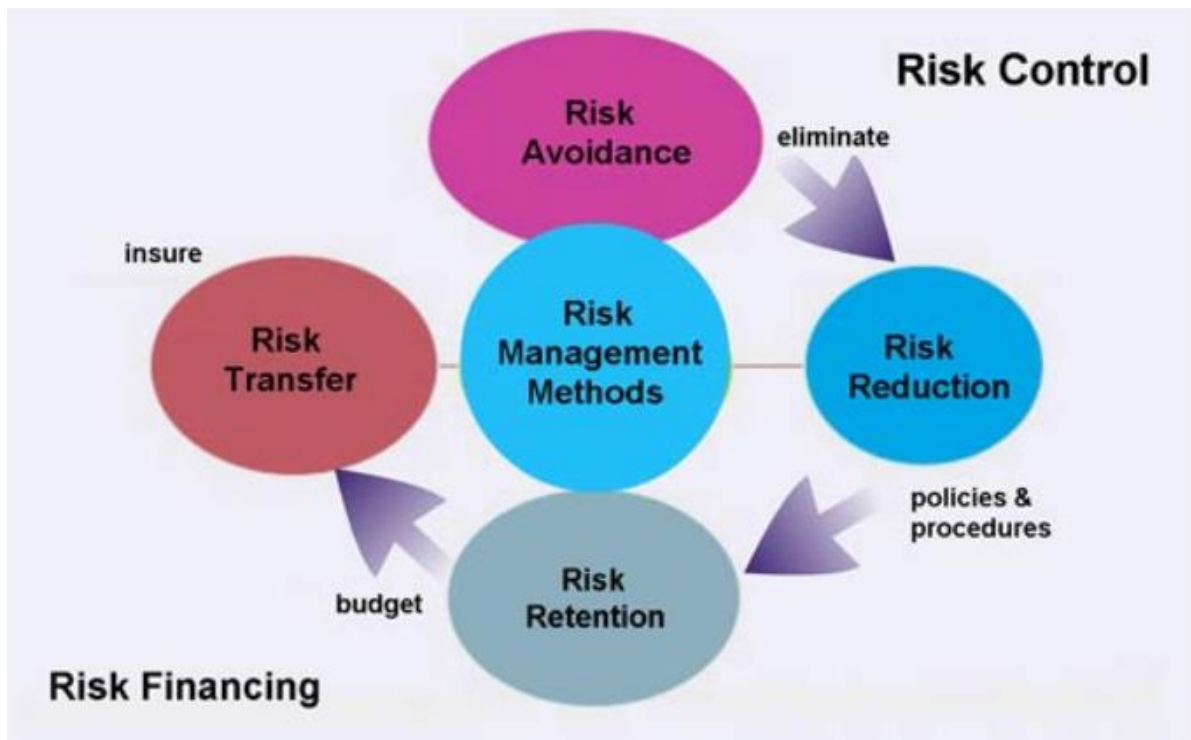 Risk Control
Risk
Avoidance
eliminate
insure
Risk
Transfer
Risk
Management
Methods
Risk
Reduction
policies &
procedures
Risk
Retention
budget
Risk Financing